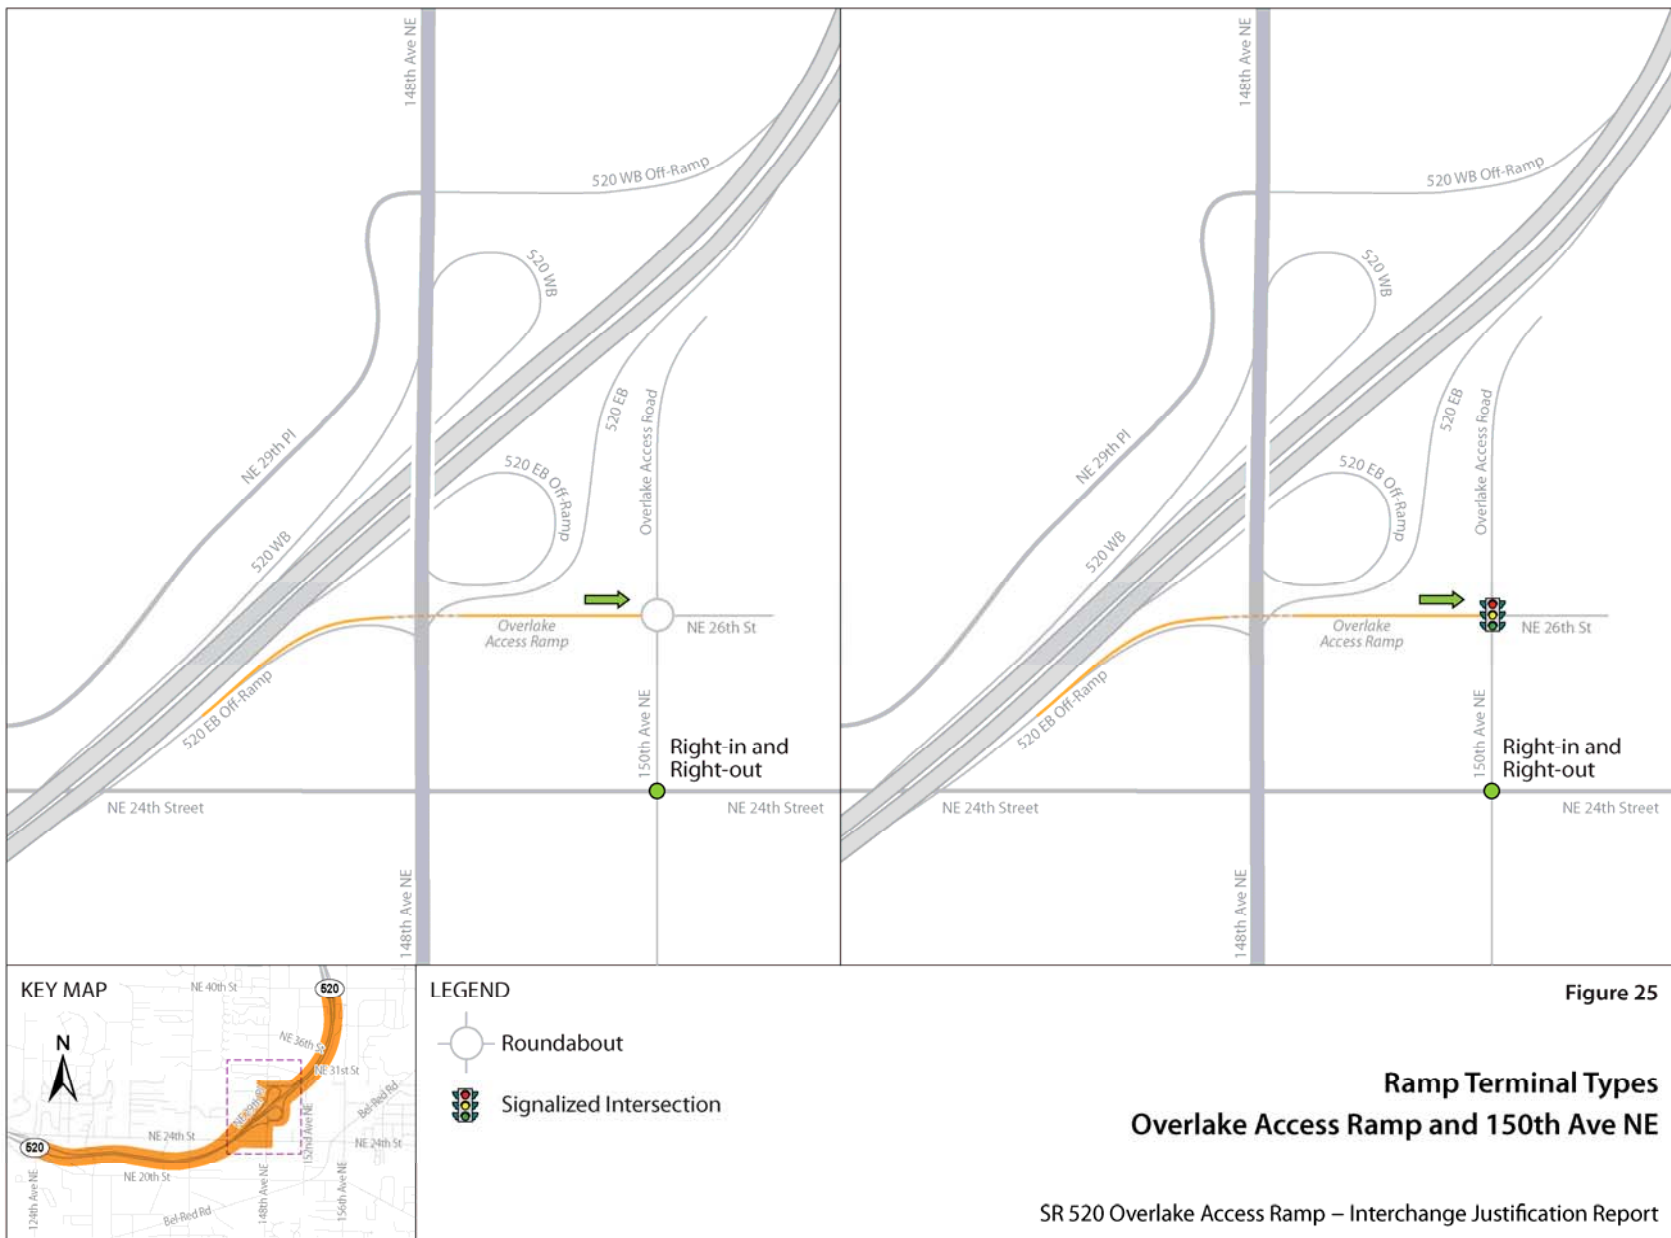 148th Ave NE
520 WB Off-Ramp
520 WB
NE 29th Pl
520 EB
Overlake Access Road
520 EB Off-Ramp
520 WB
Overlake
Access Ramp
NE 26th St
520 EB Off-Ramp
150th Ave NE
Right-in and
Right-out
NE 24th Street
NE 24th Street
148th Ave NE
148th Ave NE
520 WB Off-Ramp
520 WB
NE 29th Pl
520 EB
Overlake Access Road
520 EB Off-Ramp
520 WB
Overlake
Access Ramp
NE 26th St
520 EB Off-Ramp
150th Ave NE
Right-in and
Right-out
NE 24th Street
NE 24th Street
148th Ave NE
KEY MAP
N
NE 40th St
520
NE 36th St
NE 31st St
NE 29th Pl
Bel-Red Rd
NE 24th St
NE 24th St
520
NE 20th St
152nd Ave NE
124th Ave NE
148th Ave NE
156th Ave NE
Bel-Red Rd
LEGEND
Roundabout
Signalized Intersection
Figure 25
Ramp Terminal Types
Overlake Access Ramp and 150th Ave NE
SR 520 Overlake Access Ramp – Interchange Justification Report